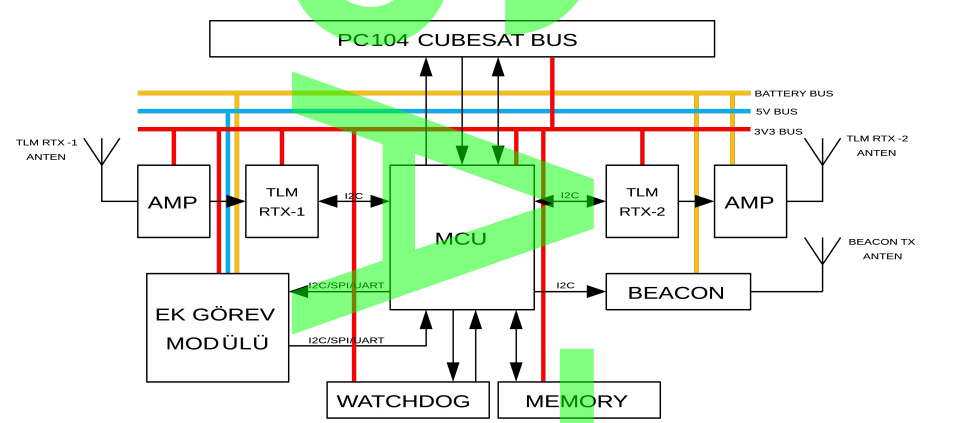 PC104 CUBESAT BUS
BATTERY BUS
5V BUS
3V3 BUS
TLM RTX -1
ANTEN
TLM RTX -2
ANTEN
AMP
TLM
RTX-1
I2C
MCU
I2C
TLM
RTX-2
AMP
BEACON TX
ANTEN
EK GÖREV
MODÜLÜ
I2C/SPI/UART
I2C/SPI/UART
I2C
BEACON
WATCHDOG
MEMORY